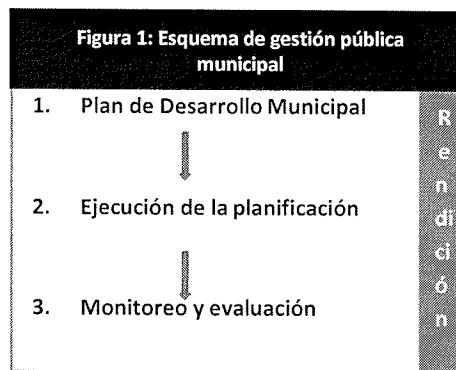 Figura 1: Esquema de gestión pública
municipal
1. Plan de Desarrollo Municipal
2. Ejecución de la planificación
3. Monitoreo y evaluación
R
e
n
di
ci
ó
n